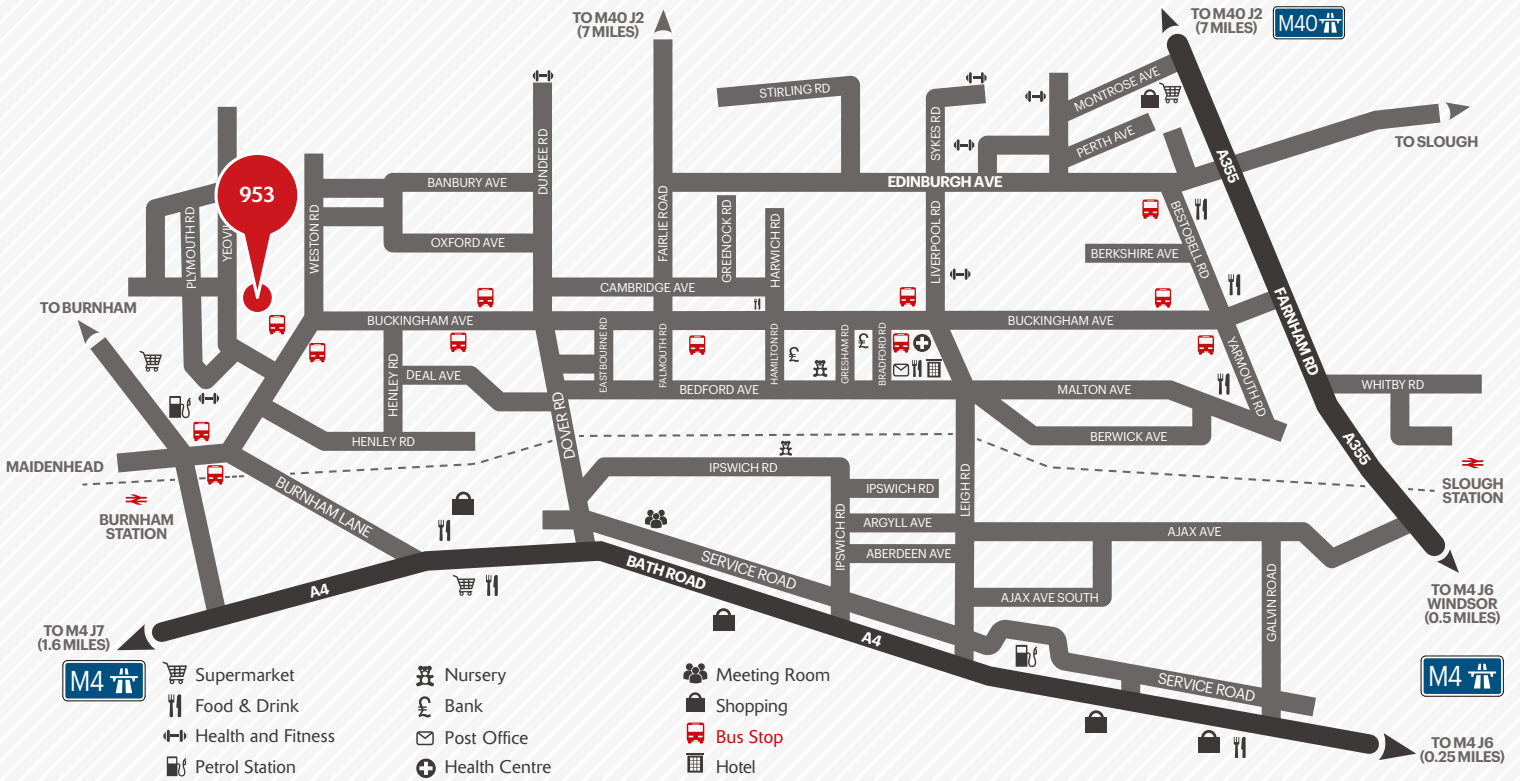 TO M40 J2
(7 MILES)
TO M40 J2
(7 MILES)
M40
STIRLING RD
MONTROSE AVE
SYKES RD
PERTH AVE
TO SLOUGH
A355
DUNDEE RD
BANBURY AVE
EDINBURGH AVE
953
PLYMOUTH RD
WESTON RD
FAIRLIE ROAD
GREENOCK RD
HARWICH RD
LIVERPOOL RD
BESTOBELL RD
OXFORD AVE
BERKSHIRE AVE
CAMBRIDGE AVE
TO BURNHAM
BUCKINGHAM AVE
BUCKINGHAM AVE
FARNHAM RD
HENLEY RD
DEAL AVE
EASTBOURNE RD
FALMOUTH RD
HAMILTON RD
GRESHAM RD
BRADFORD RD
YARMOUTH RD
BEDFORD AVE
MALTON AVE
WHITBY RD
DOVER RD
HENLEY RD
BERWICK AVE
A355
MAIDENHEAD
BURNHAM
STATION
BURNHAM LANE
IPSWICH RD
IPSWICH RD
IPSWICH RD
LEIGH RD
SLOUGH
STATION
ARGYLL AVE
AJAX AVE
ABERDEEN AVE
SERVICE ROAD
BATH ROAD
A4
AJAX AVE SOUTH
GALVIN ROAD
TO M4 J6
WINDSOR
(0.5 MILES)
TO M4 J7
(1.6 MILES)
A4
M4
M4
SERVICE ROAD
TO M4 J6
(0.25 MILES)
Supermarket
Food & Drink
Health and Fitness
Petrol Station
Nursery
£ Bank
Post Office
Health Centre
Meeting Room
Shopping
Bus Stop
Hotel